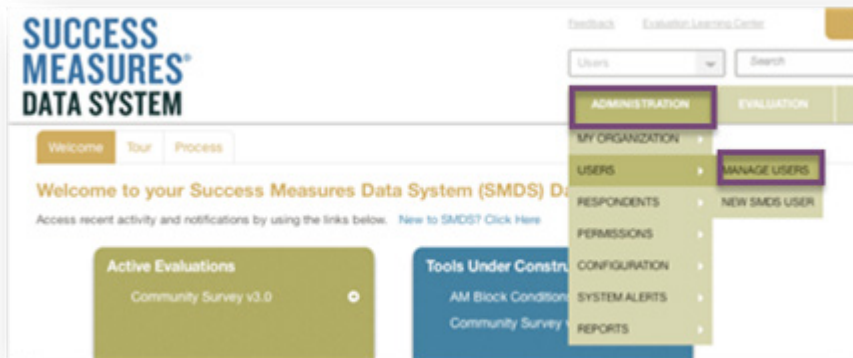 SUCCESS
MEASURES®
DATA SYSTEM
Feedback Evaluation Learning Center
Users Search
ADMINISTRATION EVALUATION
Welcome Tour Process
MY ORGANIZATION
USERS MANAGE USERS
Welcome to your Success Measures Data System (SMDS) Da
RESPONDENTS NEW SMDS USER
Access recent activity and notifications by using the links below. New to SMDS? Click Here
PERMISSIONS
Active Evaluations Tools Under Constru
CONFIGURATION
Community Survey v3.0 AM Block Condition
SYSTEM ALERTS
Community Survey v
REPORTS